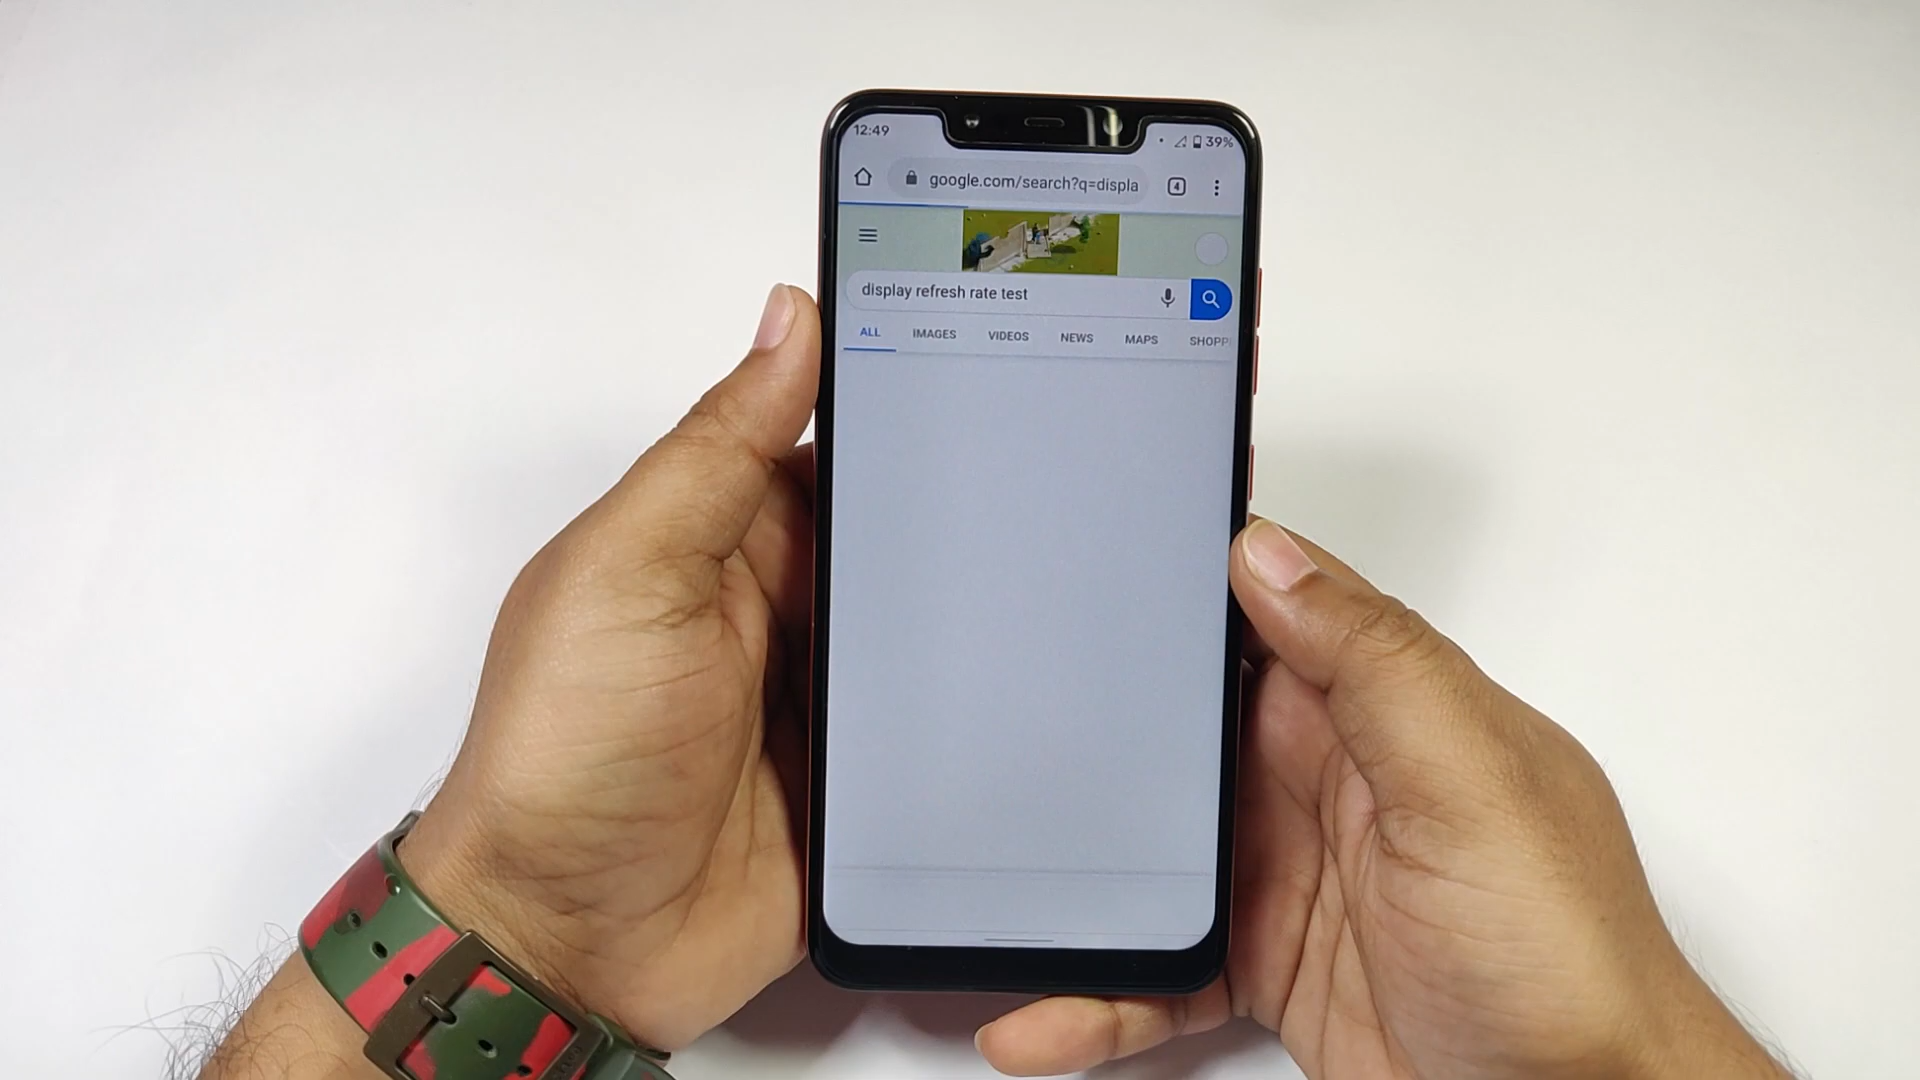 12:49
39%
google.com/search?q=displa
4
display refresh rate test
ALL IMAGES VIDEOS NEWS MAPS SHOPP